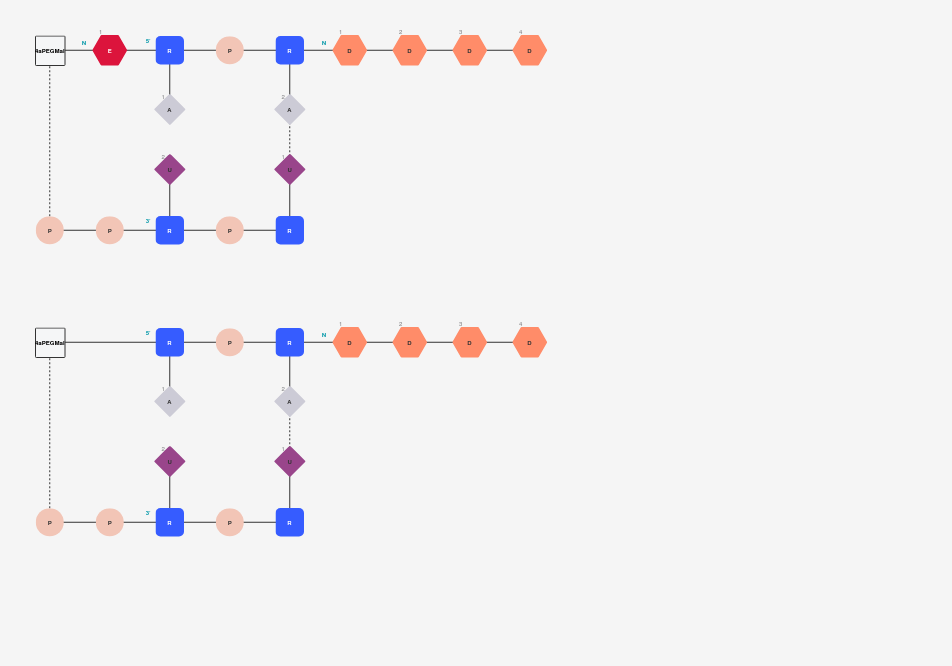 N 1 5' N 1 2 3 4
aPEGMal E R P R D D D D
1 2
A A
2 1
U U
3'
P P R P R
5' N 1 2 3 4
aPEGMal R P R D D D D
1 2
A A
2 1
U U
3'
P P R P R